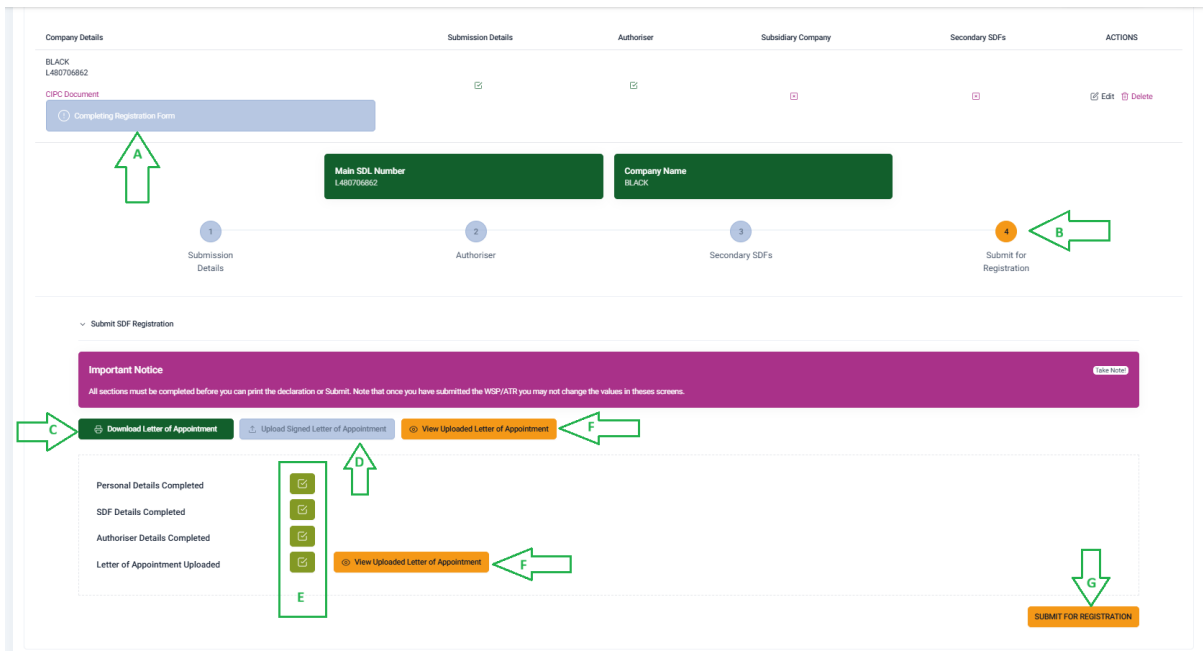 Company Details Submission Details Authoriser Subsidiary Company Secondary SDFs ACTIONS
BLACK
L480706862
CIPC Document
Edit Delete
Completing Registration Form
A
Main SDL Number
L480706862
Company Name
BLACK
1 2 3 4
B
Submission
Details
Authoriser
Secondary SDFs
Submit for
Registration
Submit SDF Registration
Important Notice
Take Note!
All sections must be completed before you can print the declaration or Submit. Note that once you have submitted the WSP/ATR you may not change the values in theses screens.
C
Download Letter of Appointment
Upload Signed Letter of Appointment
View Uploaded Letter of Appointment
F
D
Personal Details Completed
SDF Details Completed
Authoriser Details Completed
Letter of Appointment Uploaded
View Uploaded Letter of Appointment
F
E
G
SUBMIT FOR REGISTRATION